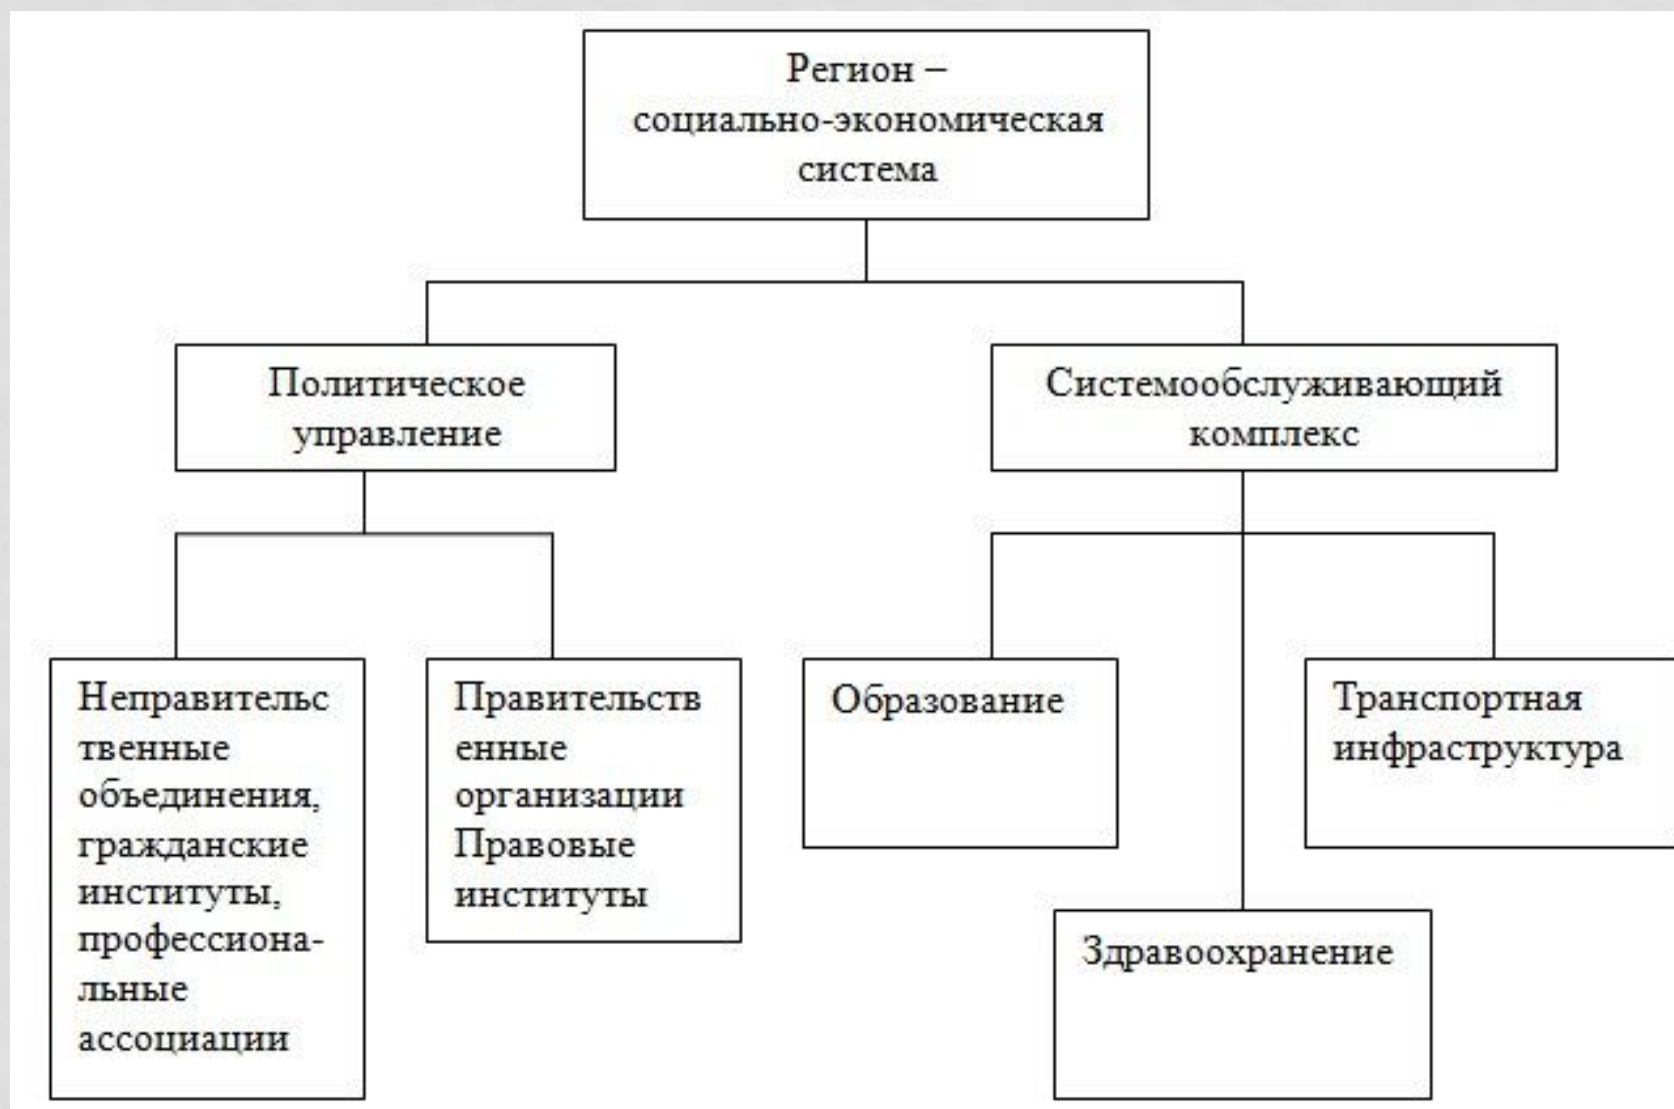 Регион –
социально-экономическая
система
Политическое
управление
Системообслуживающий
комплекс
Неправительс
твенные
объединения,
гражданские
институты,
профессиона-
льные
ассоциации
Правительств
енные
организации
Правовые
институты
Образование
Транспортная
инфраструктура
Здравоохранение